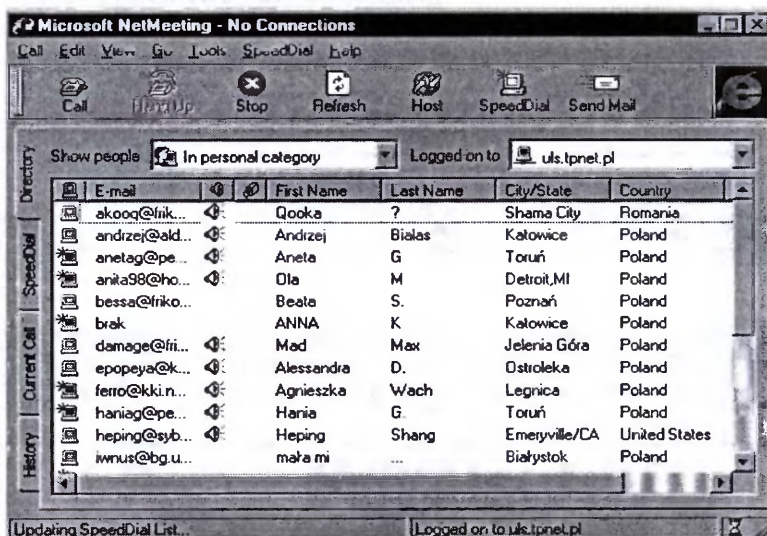 Microsoft NetMeeting - No Connections
Call Edit View Go Tools SpeedDial Help
Call HangUp Stop Refresh Host SpeedDial Send Mail
Directory
SpeedDial
Current Call
History
Show people In personal category Logged on to uls.tpnet.pl
E-mail First Name Last Name City/State Country
akooq@frik... Qooka ? Shama City Romania
andrzej@ald... Andrzej Bialas Katowice Poland
anetag@pe... Aneta G Toruń Poland
anita98@ho... Ola M Detroit,MI Poland
bessa@friko... Beata S. Poznań Poland
brak ANNA K Katowice Poland
damage@fri... Mad Max Jelenia Góra Poland
epopeya@k... Alessandra D. Ostroleka Poland
ferro@kki.n... Agnieszka Wach Legnica Poland
haniag@pe... Hania G. Toruń Poland
heping@syb... Heping Shang Emeryville/CA United States
iwnus@bg.u... mała mi ... Białystok Poland
Updating SpeedDial List... Logged on to uls.tpnet.pl